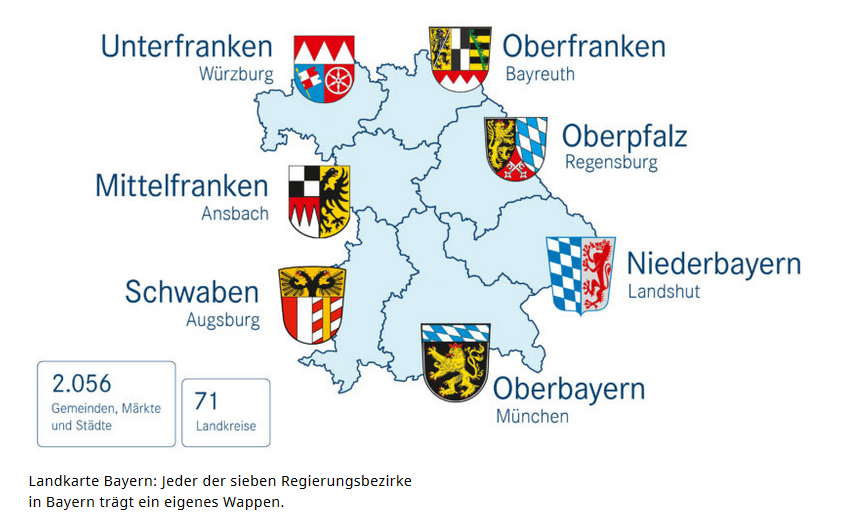 Unterfranken
Würzburg
Oberfranken
Bayreuth
Oberpfalz
Regensburg
Mittelfranken
Ansbach
Niederbayern
Landshut
Schwaben
Augsburg
Oberbayern
München
2.056
Gemeinden, Märkte
und Städte
71
Landkreise
Landkarte Bayern: Jeder der sieben Regierungsbezirke
in Bayern trägt ein eigenes Wappen.